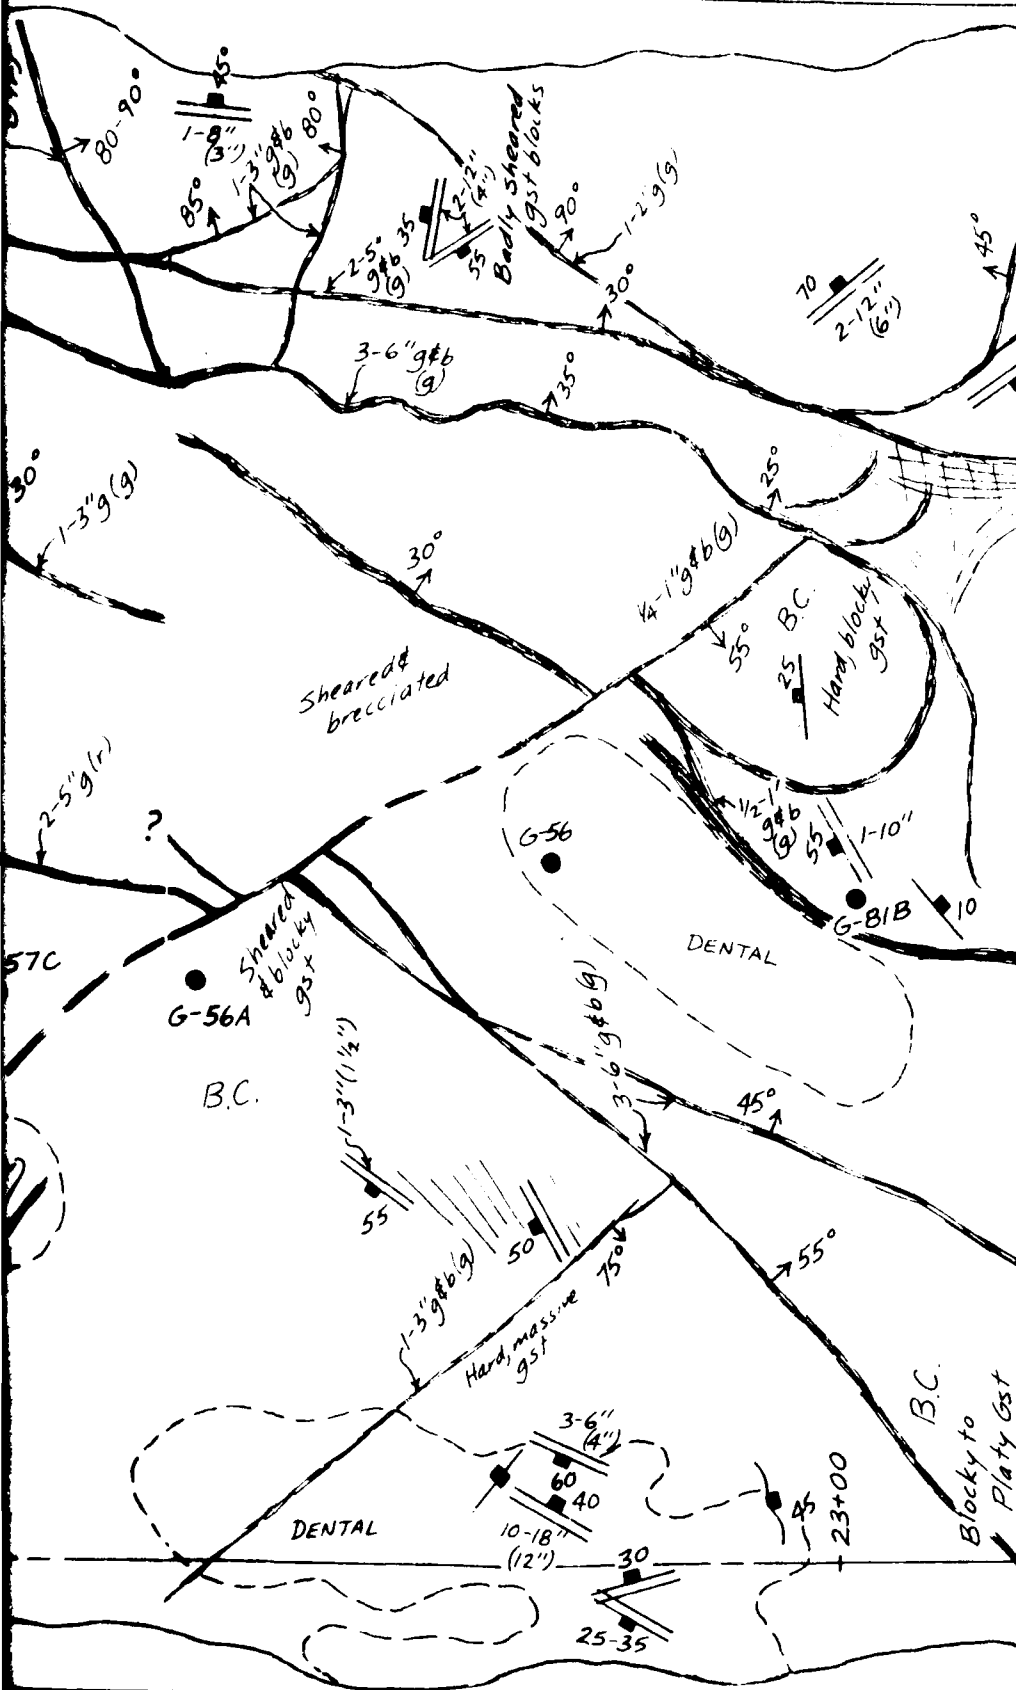 80-90°
45°
1-8"
(3")
1-3" g&b
(g)
80°
85°
35
2-12"
(4")
55
Badly sheared
gst blocks
90°
1-2' g(g)
2-5"
g&b
(g)
30°
70
2-12"
(6")
45°
3-6" g&b
(g)
35°
30°
1-3" g(g)
25°
30°
¼-1" g&b(g)
55°
B.C.
25
Hard, blocky
gst
Sheared &
brecciated
2-5" g(r)
?
½-1'
g&b
(g)
55
1-10"
G-56
G-81B
10
DENTAL
57C
Sheared
& blocky
gst
G-56A
B.C.
1-3" (1½")
3-6" g&b(g)
45°
55
50
75°
55°
1-3" g&b(g)
Hard, massive
gst
B.C.
Blocky to
Platy Gst
3-6"
(4")
60
40
10-18"
(12")
45
23+00
DENTAL
30
25-35